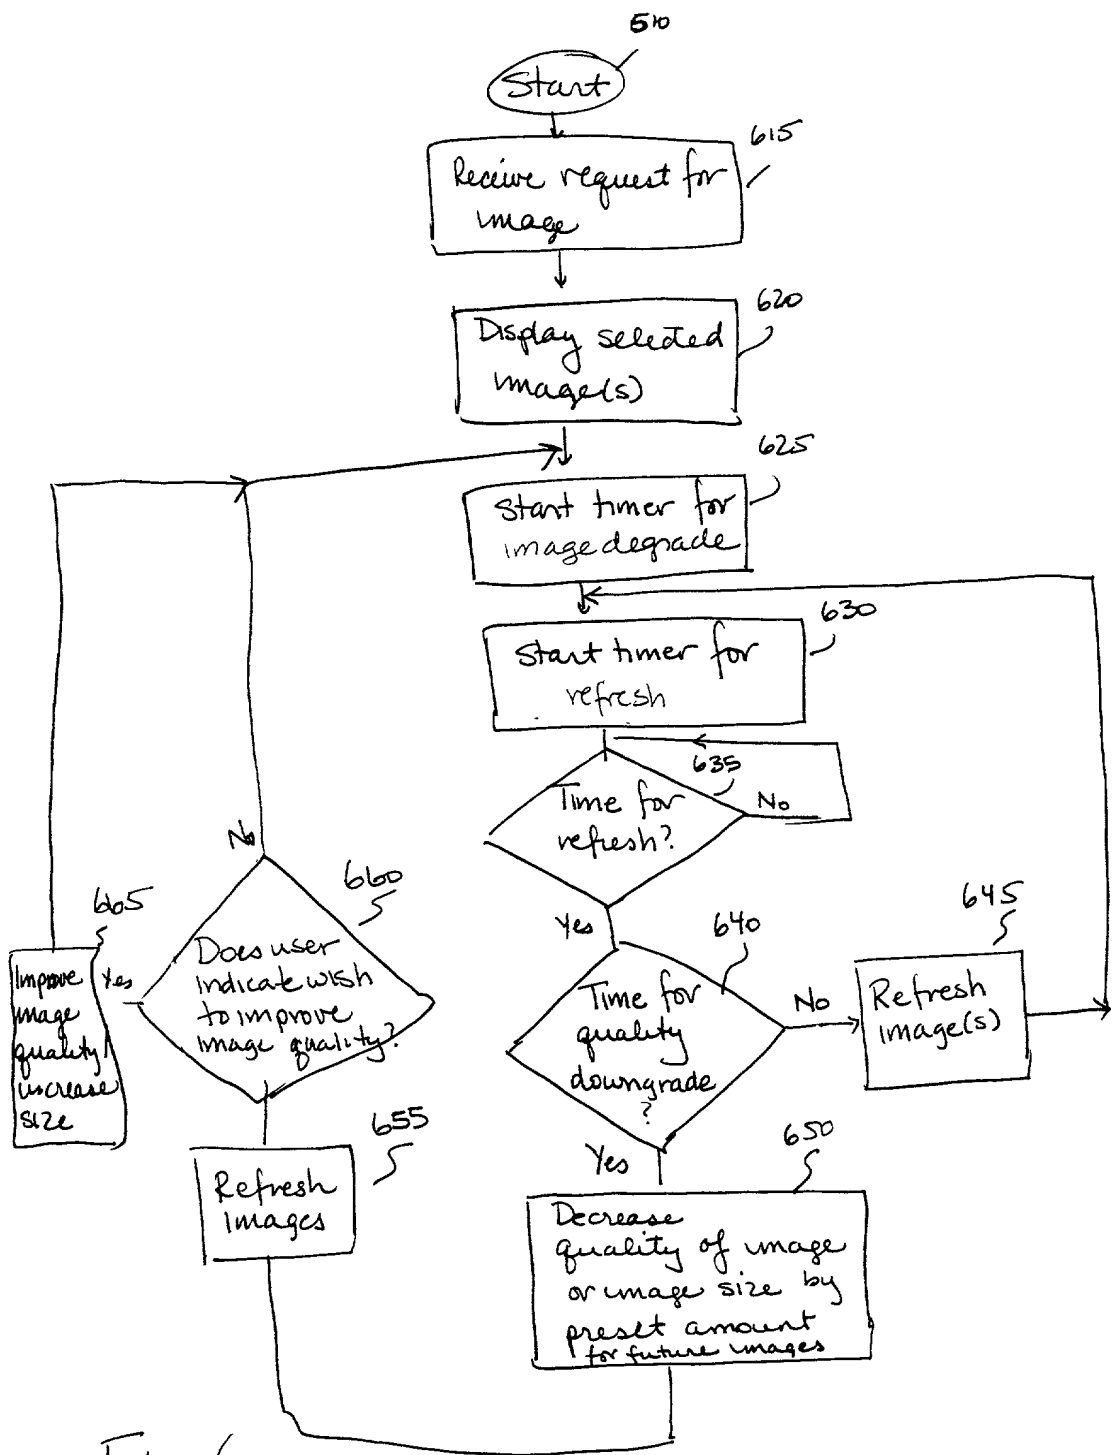 510
Start
615
Receive request for
image
620
Display selected
image(s)
625
Start timer for
image degrade
630
Start timer for
refresh
635
Time for
refresh?
No
Yes
640
Time for
quality
downgrade
?
No
645
Refresh
image(s)
Yes
650
Decrease
quality of image
or image size by
preset amount
for future images
655
Refresh
images
660
Does user
indicate wish
to improve
image quality?
No
Yes
665
Improve
image
quality/
increase
size